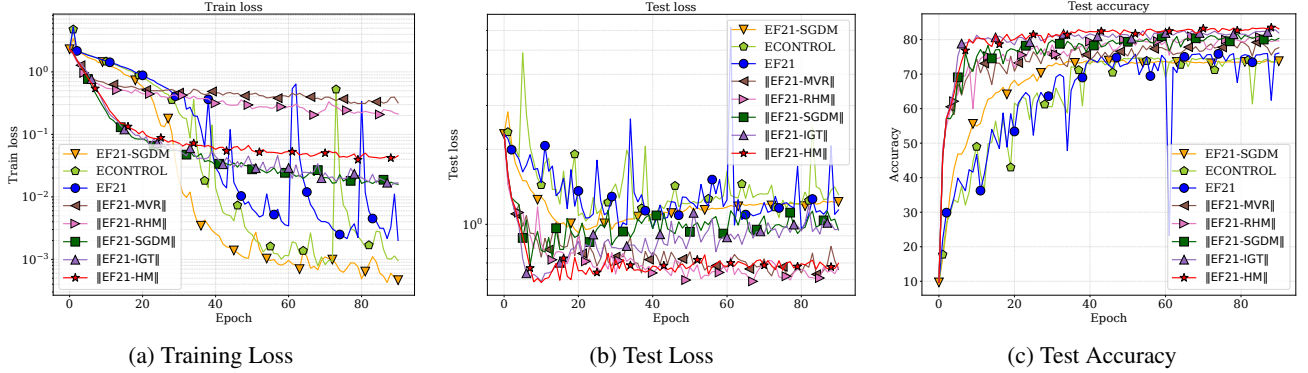 Train loss
Train loss
10^0
10^-1
10^-2
10^-3
0
20
40
60
80
Epoch
EF21-SGDM
ECONTROL
EF21
‖EF21-MVR‖
‖EF21-RHM‖
‖EF21-SGDM‖
‖EF21-IGT‖
‖EF21-HM‖
(a) Training Loss
Test loss
Test loss
10^0
0
20
40
60
80
Epoch
EF21-SGDM
ECONTROL
EF21
‖EF21-MVR‖
‖EF21-RHM‖
‖EF21-SGDM‖
‖EF21-IGT‖
‖EF21-HM‖
(b) Test Loss
Test accuracy
Accuracy
80
70
60
50
40
30
20
10
0
20
40
60
80
Epoch
EF21-SGDM
ECONTROL
EF21
‖EF21-MVR‖
‖EF21-RHM‖
‖EF21-SGDM‖
‖EF21-IGT‖
‖EF21-HM‖
(c) Test Accuracy